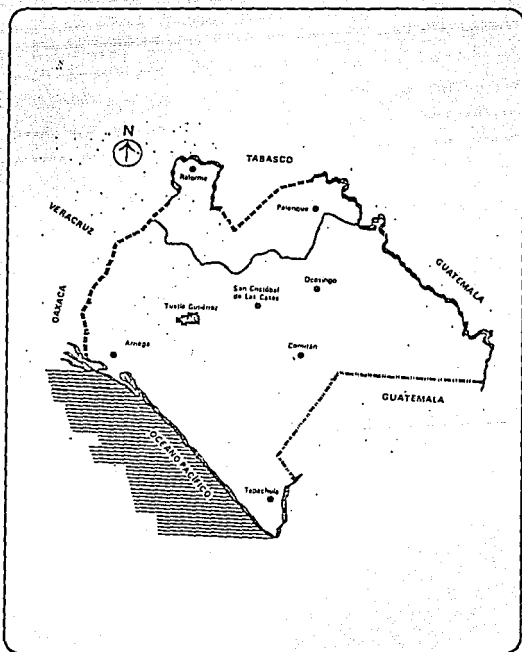 N
TABASCO
Reforma
VERACRUZ
Palenque
Ocosingo
GUATEMALA
San Cristóbal
de Las Casas
OAXACA
Tuxtla Gutiérrez
Arriaga
Comitán
GUATEMALA
OCEANO PACIFICO
Tapachula